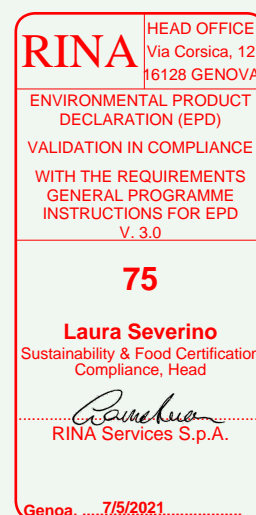 RINA
HEAD OFFICE
Via Corsica, 12
16128 GENOVA
ENVIRONMENTAL PRODUCT
DECLARATION (EPD)
VALIDATION IN COMPLIANCE
WITH THE REQUIREMENTS
GENERAL PROGRAMME
INSTRUCTIONS FOR EPD
V. 3.0
75
Laura Severino
Sustainability & Food Certification
Compliance, Head
RINA Services S.p.A.
Genoa, ....7/5/2021....................